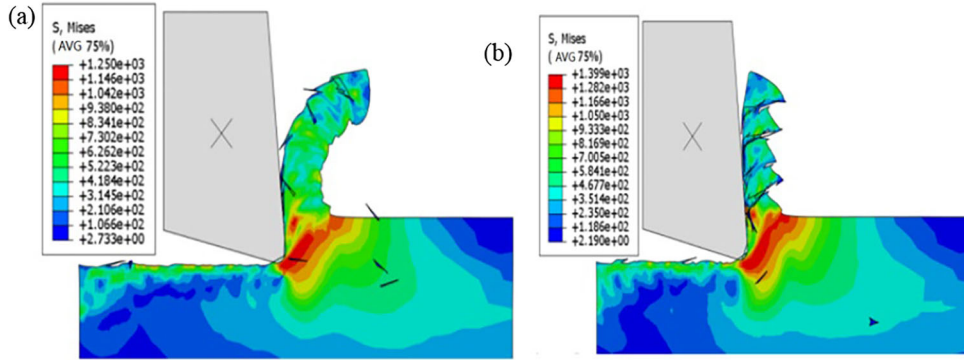 (a)
S, Mises
(AVG 75%)
+1.250e+03
+1.146e+03
+1.042e+03
+9.380e+02
+8.341e+02
+7.302e+02
+6.262e+02
+5.223e+02
+4.184e+02
+3.145e+02
+2.106e+02
+1.066e+02
+2.733e+00
(b)
S, Mises
(AVG 75%)
+1.399e+03
+1.282e+03
+1.166e+03
+1.050e+03
+9.333e+02
+8.169e+02
+7.005e+02
+5.841e+02
+4.677e+02
+3.514e+02
+2.350e+02
+1.186e+02
+2.190e+00